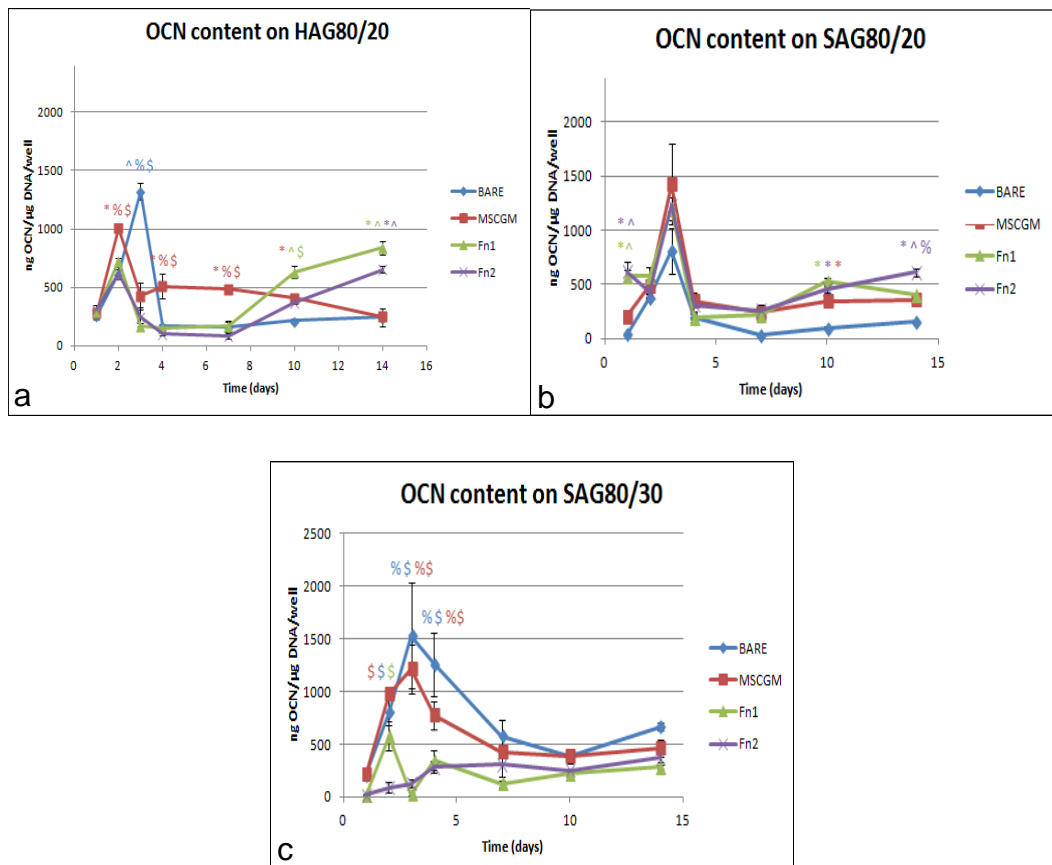 OCN content on HAG80/20
ng OCN/µg DNA/well
2000
1500
1000
500
0
^ % $
* % $
* % $
* % $
* ^ $
* ^ * ^
0 2 4 6 8 10 12 14 16
Time (days)
BARE
MSCGM
Fn1
Fn2
a
OCN content on SAG80/20
ng OCN/µg DNA/well
2000
1500
1000
500
0
* ^
* ^
* * *
* ^ %
0 5 10 15
Time (days)
BARE
MSCGM
Fn1
Fn2
b
OCN content on SAG80/30
ng OCN/µg DNA/well
2500
2000
1500
1000
500
0
% $ % $
% $ % $
$ $ $
0 5 10 15
Time (days)
BARE
MSCGM
Fn1
Fn2
c